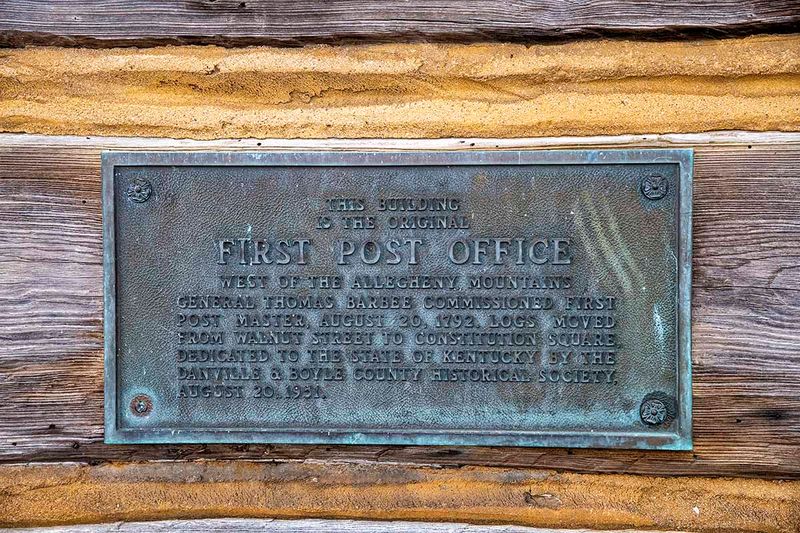 THIS BUILDING
IS THE ORIGINAL
FIRST POST OFFICE
WEST OF THE ALLEGHENY, MOUNTAINS
GENERAL THOMAS BARBEE COMMISSIONED FIRST
POST MASTER, AUGUST 20, 1792. LOGS MOVED
FROM WALNUT STREET TO CONSTITUTION SQUARE
DEDICATED TO THE STATE OF KENTUCKY BY THE
DANVILLE & BOYLE COUNTY HISTORICAL SOCIETY,
AUGUST 20, 1951.